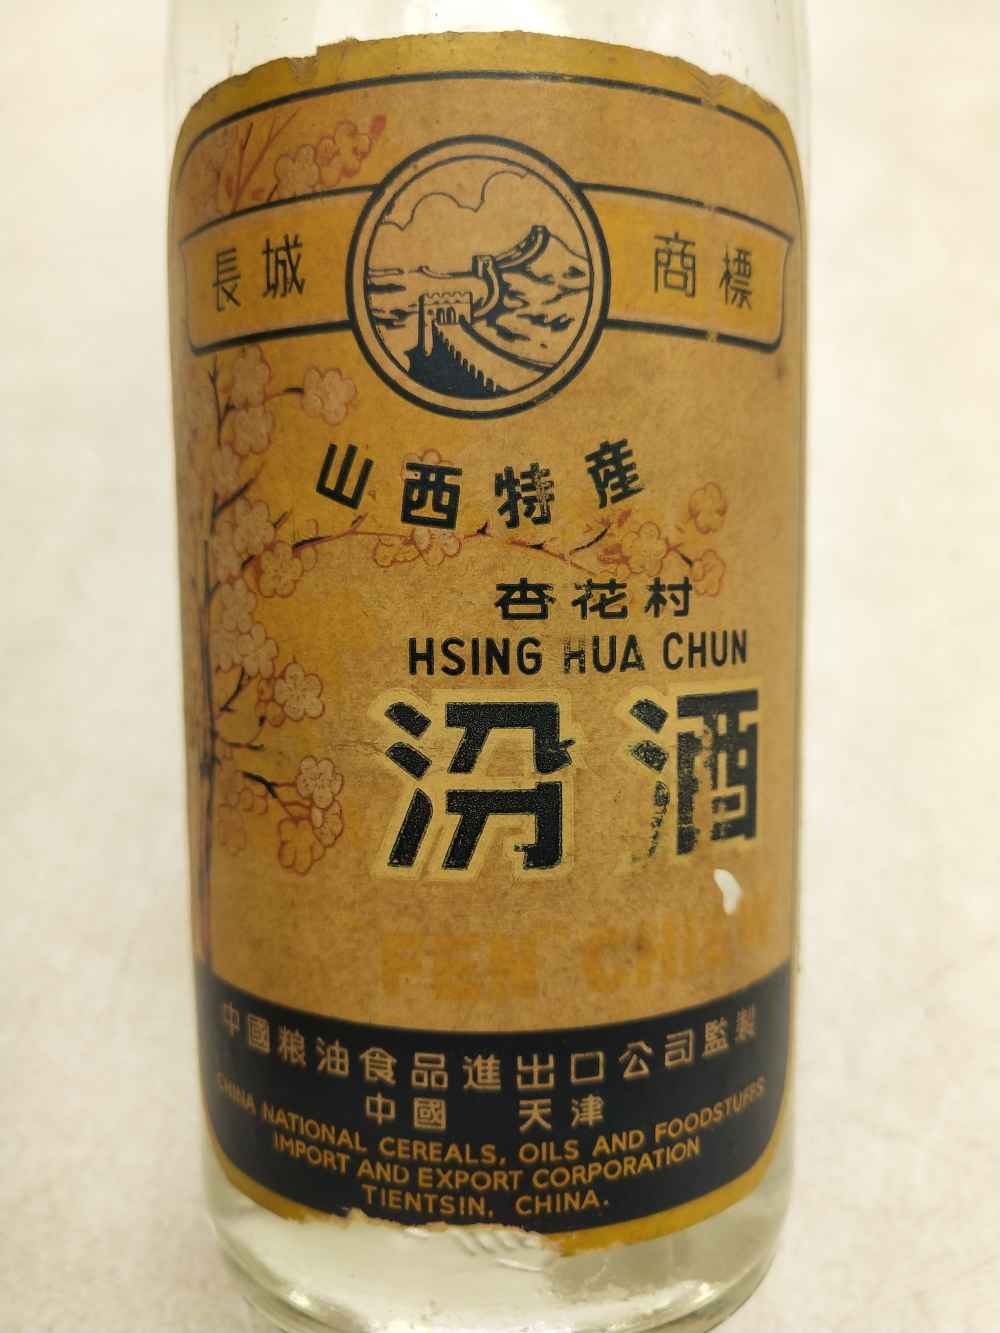 長城 商標
山西特產
杏花村
HSING HUA CHUN
汾酒
FEN CHIEW
中國粮油食品進出口公司監製
中國 天津
CHINA NATIONAL CEREALS, OILS AND FOODSTUFFS
IMPORT AND EXPORT CORPORATION
TIENTSIN, CHINA.